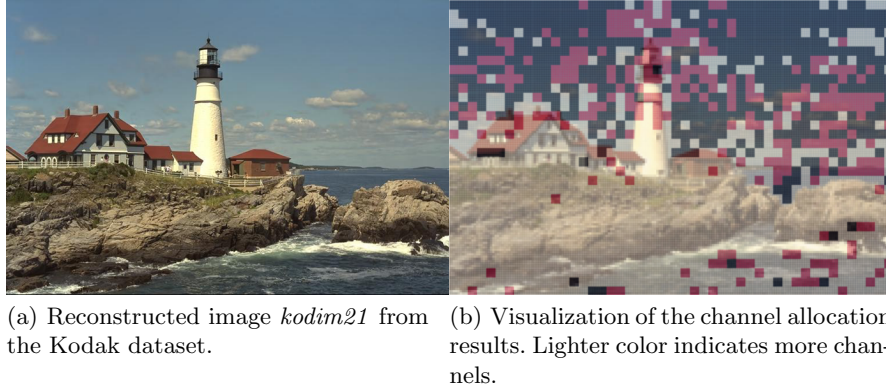 (a) Reconstructed image kodim21 from
the Kodak dataset.
(b) Visualization of the channel allocation
results. Lighter color indicates more chan-
nels.